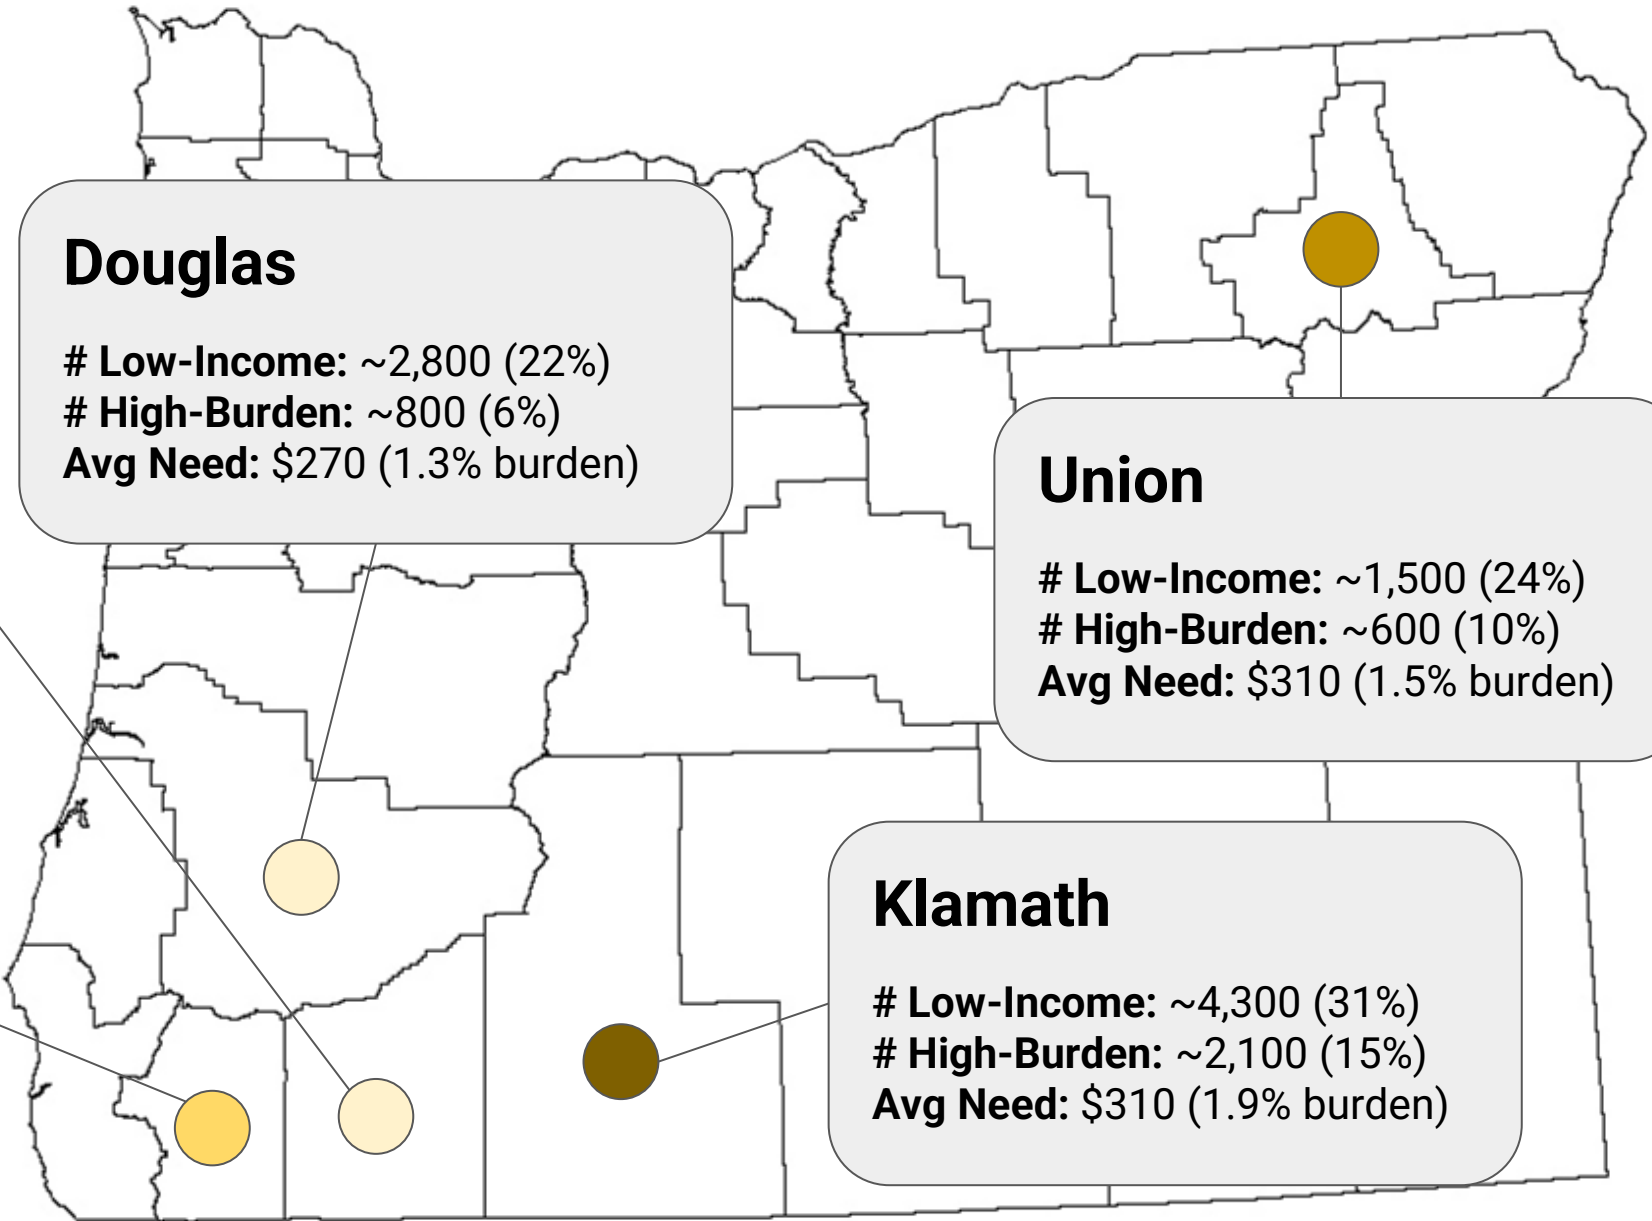 Douglas
# Low-Income: ~2,800 (22%)
# High-Burden: ~800 (6%)
Avg Need: $270 (1.3% burden)
Union
# Low-Income: ~1,500 (24%)
# High-Burden: ~600 (10%)
Avg Need: $310 (1.5% burden)
Klamath
# Low-Income: ~4,300 (31%)
# High-Burden: ~2,100 (15%)
Avg Need: $310 (1.9% burden)